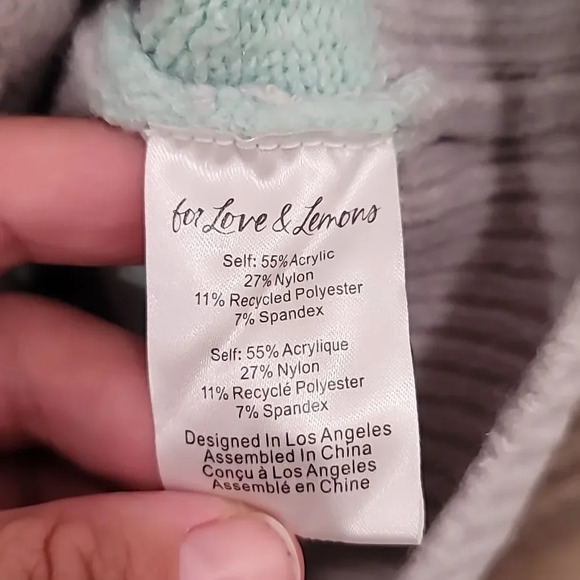 for Love & Lemons
Self: 55% Acrylic
27% Nylon
11% Recycled Polyester
7% Spandex
Self: 55% Acrylique
27% Nylon
11% Recyclé Polyester
7% Spandex
Designed In Los Angeles
Assembled In China
Conçu à Los Angeles
Assemblé en Chine